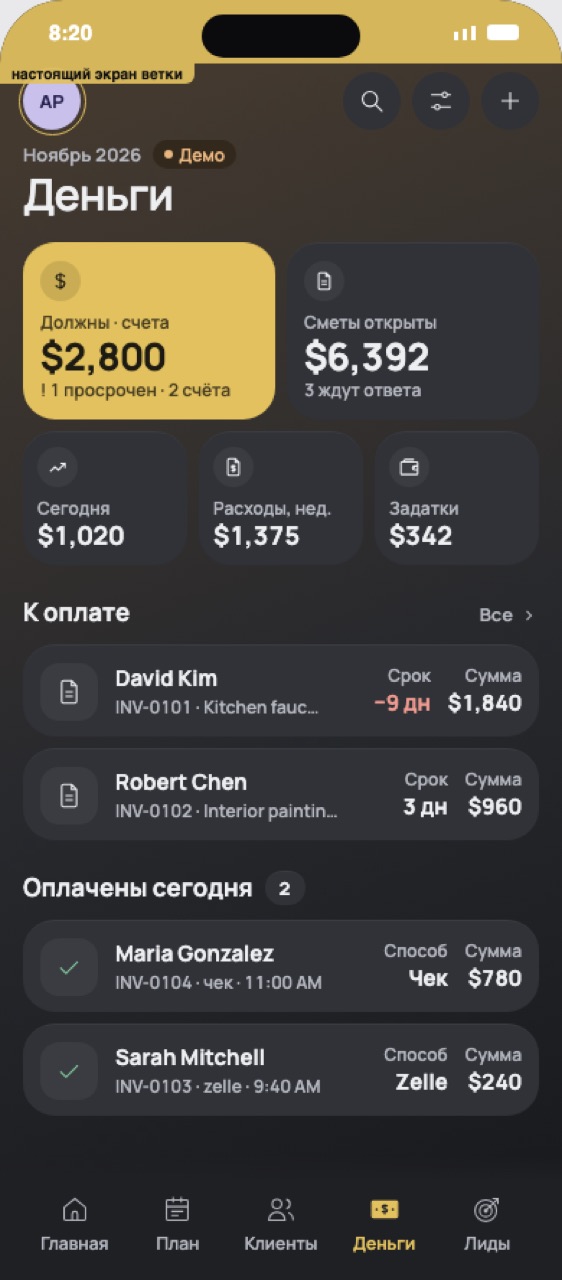 8:20
настоящий экран ветки
AP
Ноябрь 2026 Демо
Деньги
$
Должны · счета
$2,800
! 1 просрочен · 2 счёта
Сметы открыты
$6,392
3 ждут ответа
Сегодня
$1,020
Расходы, нед.
$1,375
Задатки
$342
К оплате
Все
David Kim
INV-0101 · Kitchen fauc…
Срок
−9 дн
Сумма
$1,840
Robert Chen
INV-0102 · Interior paintin…
Срок
3 дн
Сумма
$960
Оплачены сегодня 2
Maria Gonzalez
INV-0104 · чек · 11:00 AM
Способ
Чек
Сумма
$780
Sarah Mitchell
INV-0103 · zelle · 9:40 AM
Способ
Zelle
Сумма
$240
Главная
План
Клиенты
Деньги
Лиды